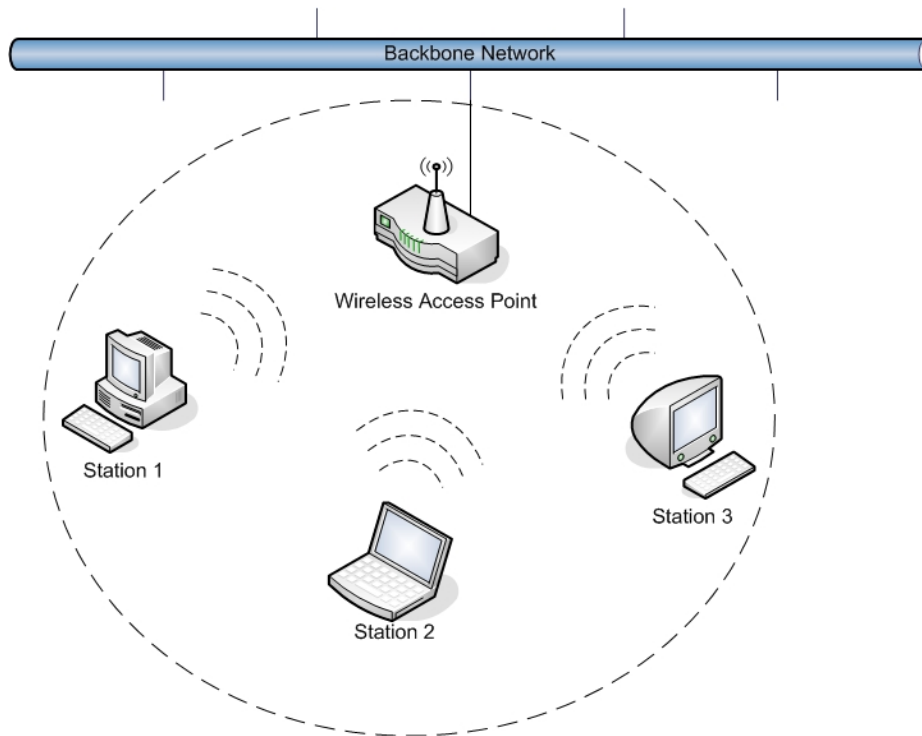 Backbone Network
Wireless Access Point
Station 1
Station 3
Station 2